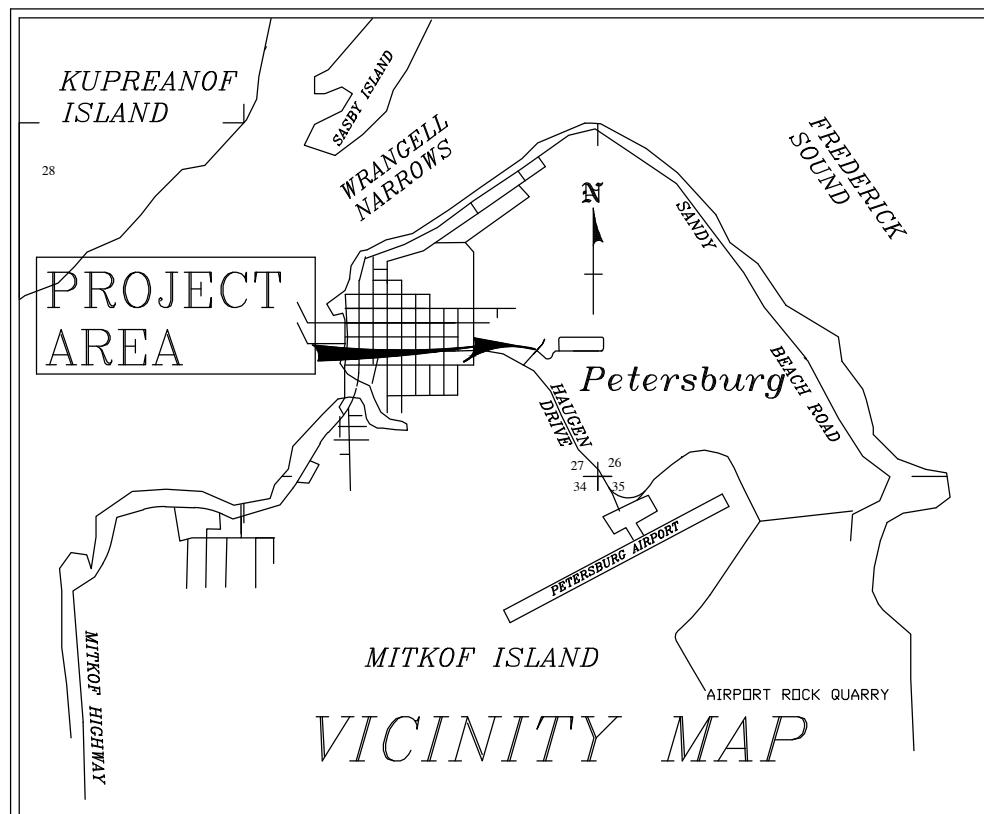 KUPREANOF
ISLAND
SASBY ISLAND
28
WRANGELL
NARROWS
FREDERICK
SOUND
N
SANDY
PROJECT
AREA
Petersburg
BEACH ROAD
HAUGEN
DRIVE
27 26
34 35
PETERSBURG AIRPORT
MITKOF ISLAND
MITKOF HIGHWAY
AIRPORT ROCK QUARRY
VICINITY MAP